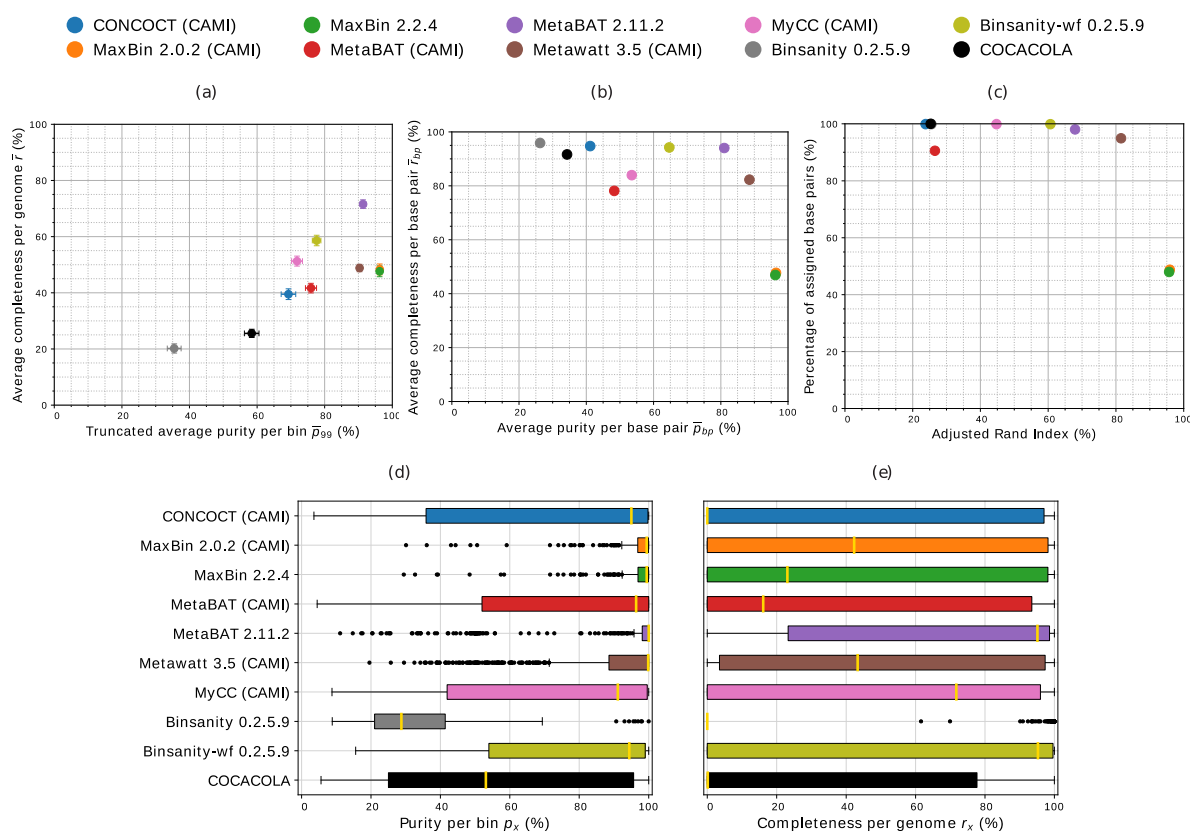 CONCOCT (CAMI) MaxBin 2.2.4 MetaBAT 2.11.2 MyCC (CAMI) Binsanity-wf 0.2.5.9
MaxBin 2.0.2 (CAMI) MetaBAT (CAMI) Metawatt 3.5 (CAMI) Binsanity 0.2.5.9 COCACOLA
(a)
Average completeness per genome r̅ (%)
100
80
60
40
20
0
0 20 40 60 80 100
Truncated average purity per bin p̅₉₉ (%)
(b)
Average completeness per base pair r̅bp (%)
100
80
60
40
20
0
0 20 40 60 80 100
Average purity per base pair p̅bp (%)
(c)
Percentage of assigned base pairs (%)
100
80
60
40
20
0
0 20 40 60 80 100
Adjusted Rand Index (%)
(d)
CONCOCT (CAMI)
MaxBin 2.0.2 (CAMI)
MaxBin 2.2.4
MetaBAT (CAMI)
MetaBAT 2.11.2
Metawatt 3.5 (CAMI)
MyCC (CAMI)
Binsanity 0.2.5.9
Binsanity-wf 0.2.5.9
COCACOLA
0 20 40 60 80 100
Purity per bin pₓ (%)
(e)
0 20 40 60 80 100
Completeness per genome rₓ (%)